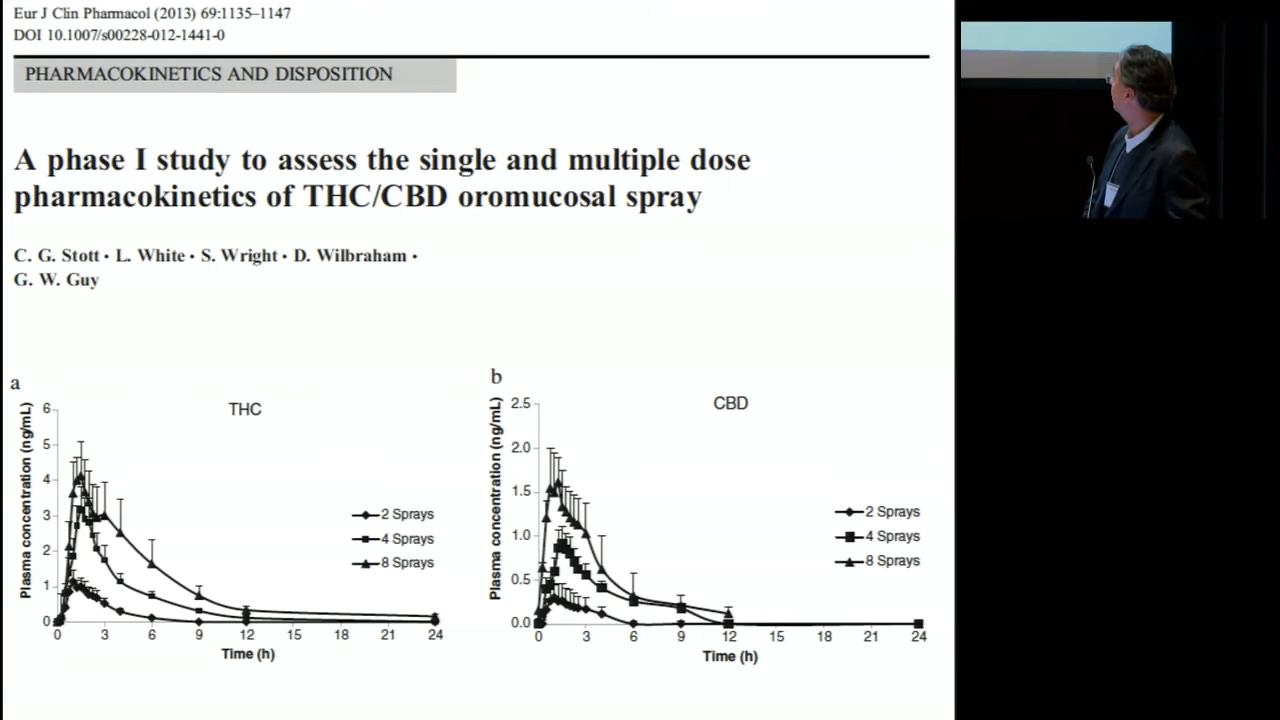 Eur J Clin Pharmacol (2013) 69:1135–1147
DOI 10.1007/s00228-012-1441-0
PHARMACOKINETICS AND DISPOSITION
A phase I study to assess the single and multiple dose
pharmacokinetics of THC/CBD oromucosal spray
C. G. Stott • L. White • S. Wright • D. Wilbraham •
G. W. Guy
a
THC
Plasma concentration (ng/mL)
6
5
4
3
2
1
0
2 Sprays
4 Sprays
8 Sprays
0 3 6 9 12 15 18 21 24
Time (h)
b
CBD
Plasma concentration (ng/mL)
2.5
2.0
1.5
1.0
0.5
0.0
2 Sprays
4 Sprays
8 Sprays
0 3 6 9 12 15 18 21 24
Time (h)